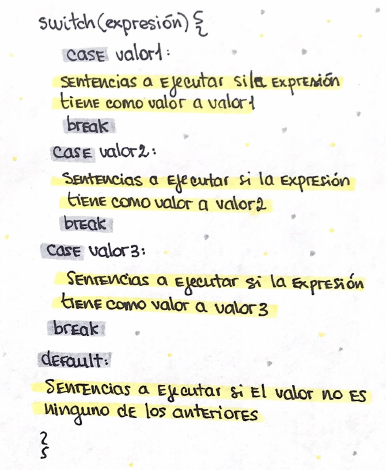 switch(expresión){
case valor1:
sentencias a ejecutar si la expresión
tiene como valor a valor1
break
case valor2:
sentencias a ejecutar si la expresión
tiene como valor a valor2
break
case valor3:
sentencias a ejecutar si la expresión
tiene como valor a valor3
break
default:
sentencias a ejecutar si el valor no es
ninguno de los anteriores
}